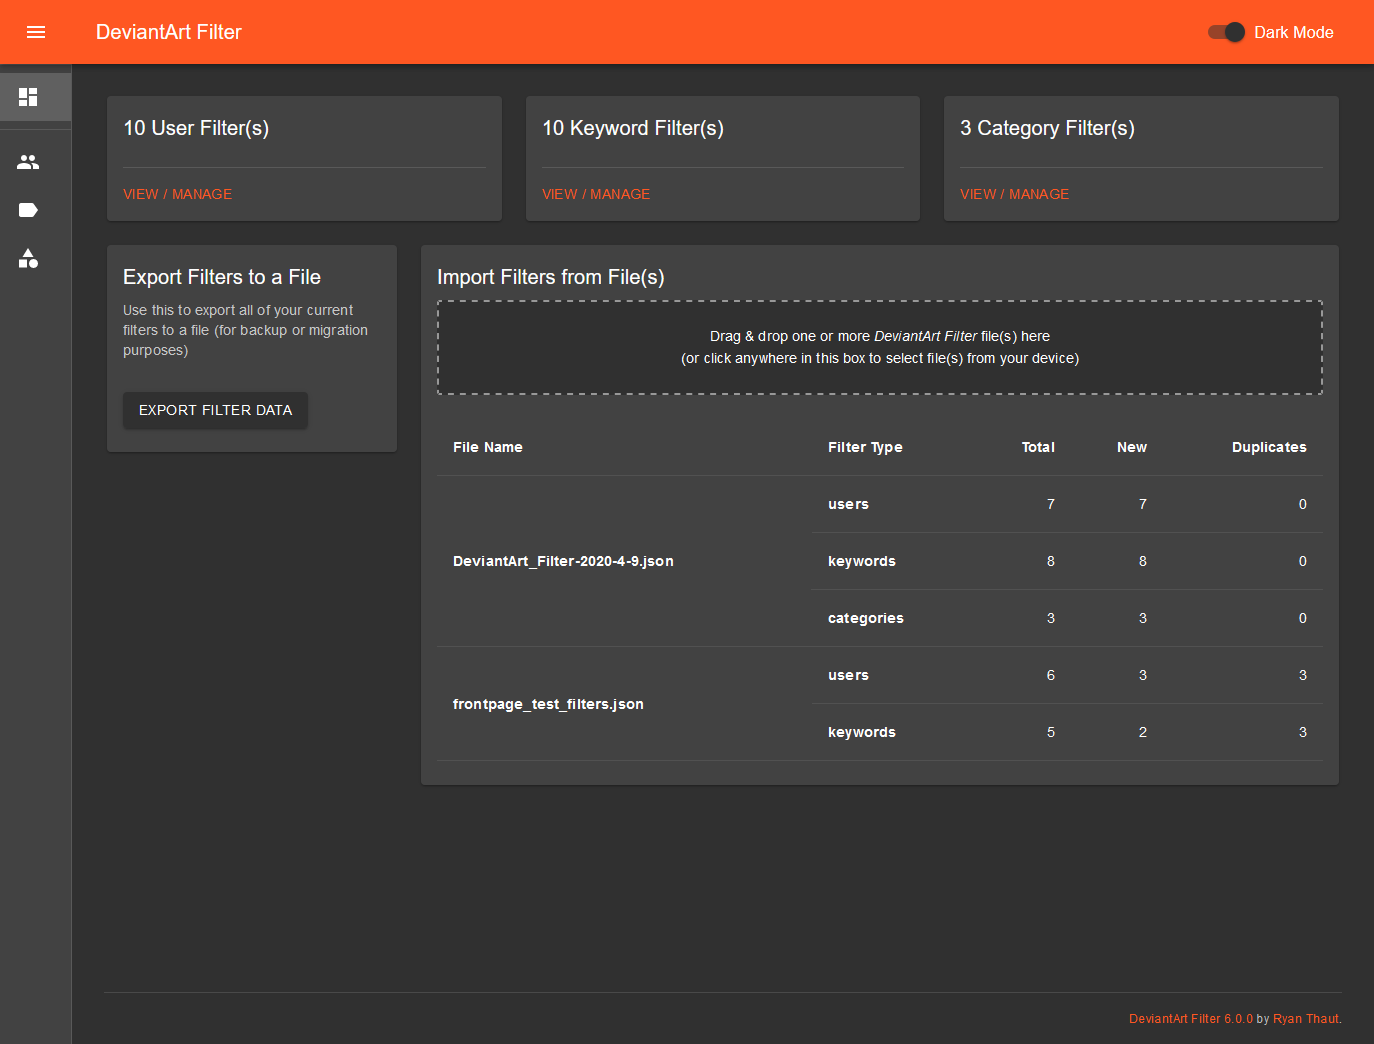 DeviantArt Filter
Dark Mode
10 User Filter(s)
VIEW / MANAGE
10 Keyword Filter(s)
VIEW / MANAGE
3 Category Filter(s)
VIEW / MANAGE
Export Filters to a File
Use this to export all of your current
filters to a file (for backup or migration
purposes)
EXPORT FILTER DATA
Import Filters from File(s)
Drag & drop one or more DeviantArt Filter file(s) here
(or click anywhere in this box to select file(s) from your device)
File Name Filter Type Total New Duplicates
users 7 7 0
DeviantArt_Filter-2020-4-9.json keywords 8 8 0
categories 3 3 0
users 6 3 3
frontpage_test_filters.json
keywords 5 2 3
DeviantArt Filter 6.0.0 by Ryan Thaut.